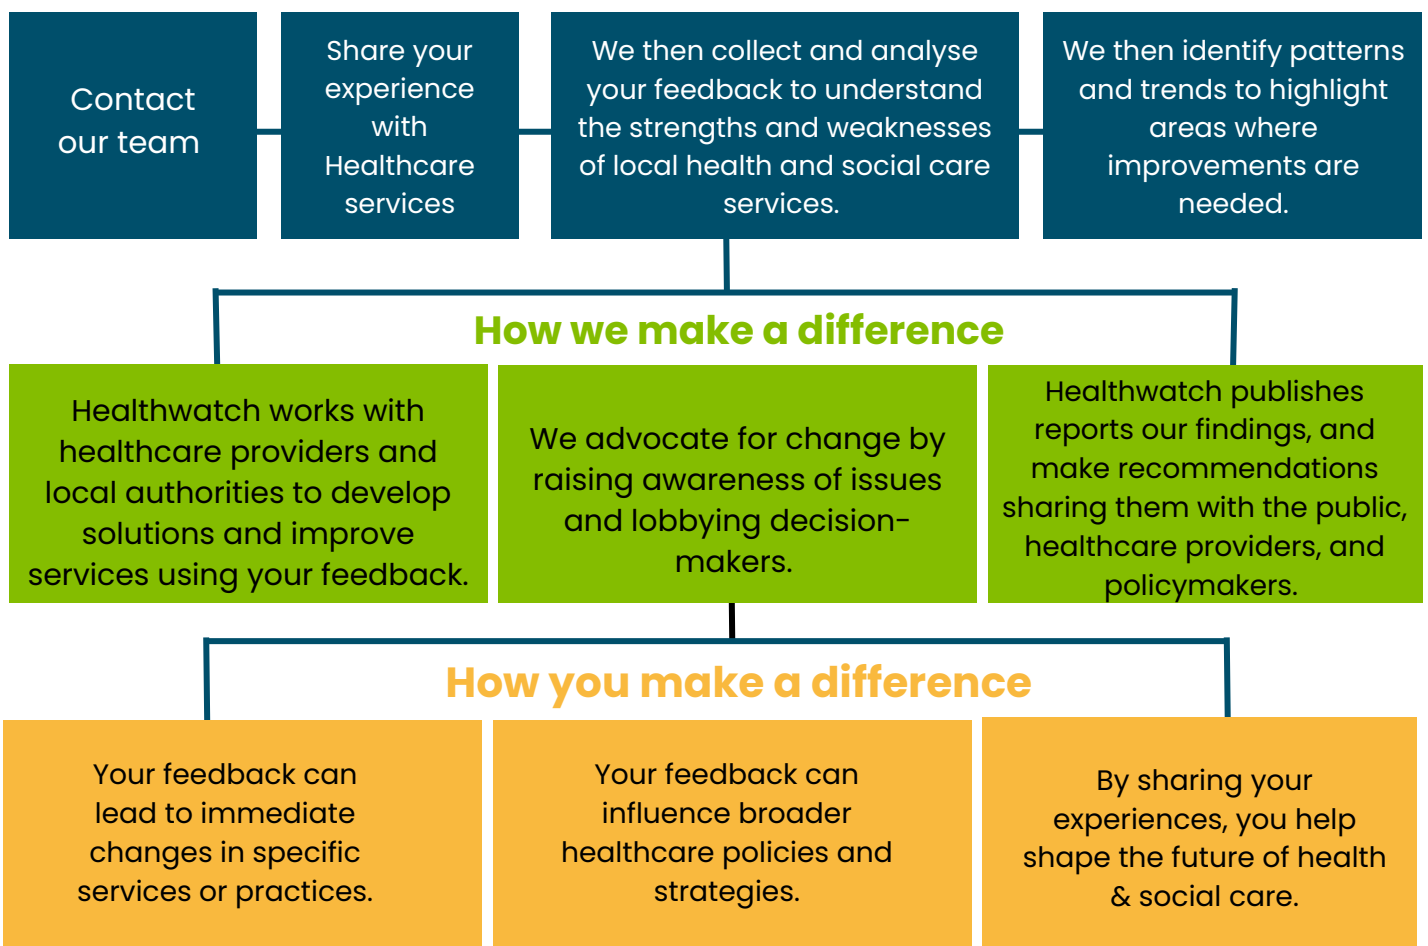 Contact
our team
Share your
experience
with
Healthcare
services
We then collect and analyse
your feedback to understand
the strengths and weaknesses
of local health and social care
services.
We then identify patterns
and trends to highlight
areas where
improvements are
needed.
How we make a difference
Healthwatch works with
healthcare providers and
local authorities to develop
solutions and improve
services using your feedback.
We advocate for change by
raising awareness of issues
and lobbying decision-
makers.
Healthwatch publishes
reports our findings, and
make recommendations
sharing them with the public,
healthcare providers, and
policymakers.
How you make a difference
Your feedback can
lead to immediate
changes in specific
services or practices.
Your feedback can
influence broader
healthcare policies and
strategies.
By sharing your
experiences, you help
shape the future of health
& social care.